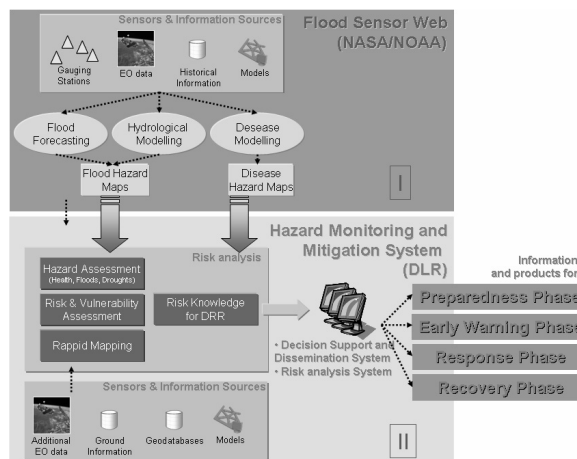 Sensors & Information Sources
Flood Sensor Web
(NASA/NOAA)
Gauging
Stations
EO data
Historical
Information
Models
Flood
Forecasting
Hydrological
Modelling
Desease
Modelling
Flood Hazard
Maps
Disease
Hazard Maps
I
Hazard Monitoring and
Mitigation System
(DLR)
Risk analysis
Information
and products for
Hazard Assessment
(Health, Floods, Droughts)
Risk & Vulnerability
Assessment
Rappid Mapping
Risk Knowledge
for DRR
• Decision Support and
Dissemination System
• Risk analysis System
Preparedness Phase
Early Warning Phase
Response Phase
Recovery Phase
Sensors & Information Sources
Additional
EO data
Ground
Information
Geodatabases
Models
II